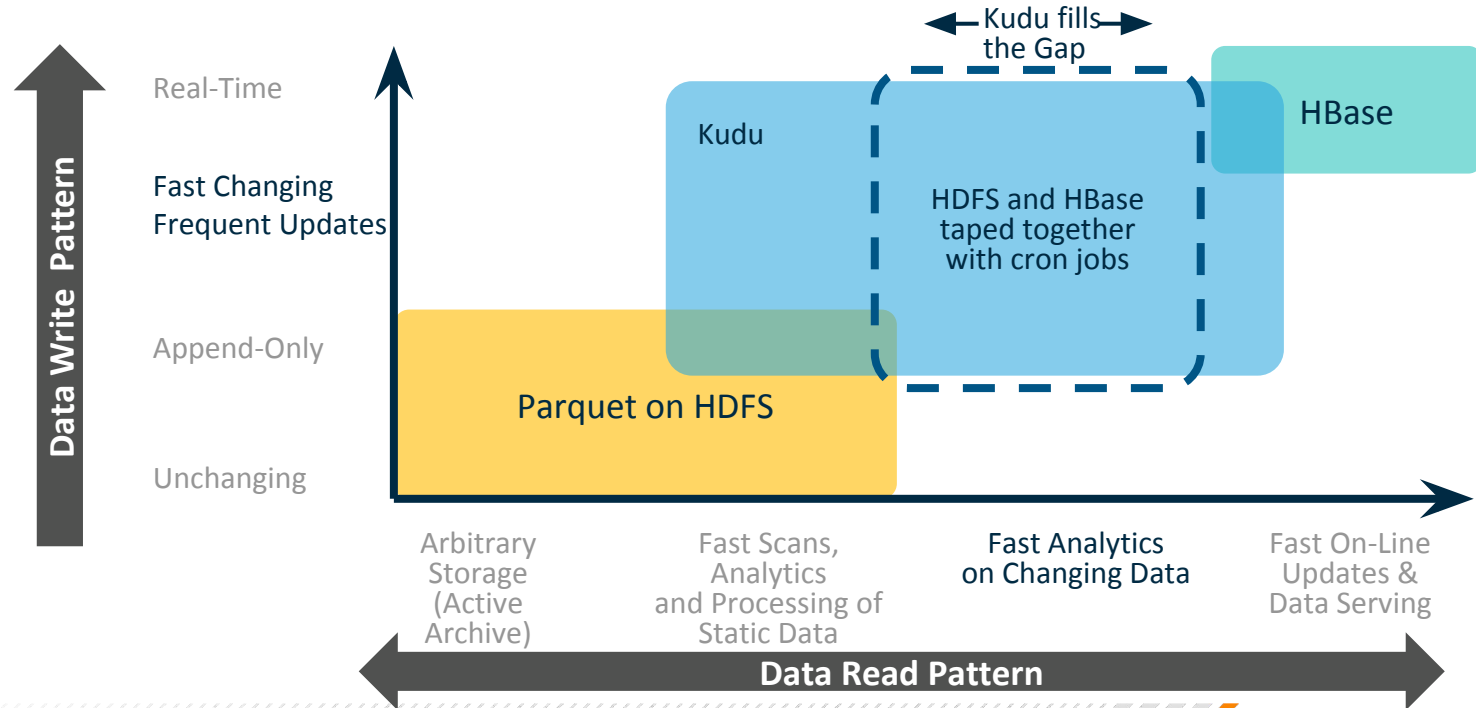 Kudu fills
the Gap
Data Write Pattern
Real-Time
Fast Changing
Frequent Updates
Append-Only
Unchanging
Kudu
HDFS and HBase
taped together
with cron jobs
HBase
Parquet on HDFS
Arbitrary
Storage
(Active
Archive)
Fast Scans,
Analytics
and Processing of
Static Data
Fast Analytics
on Changing Data
Fast On-Line
Updates &
Data Serving
Data Read Pattern